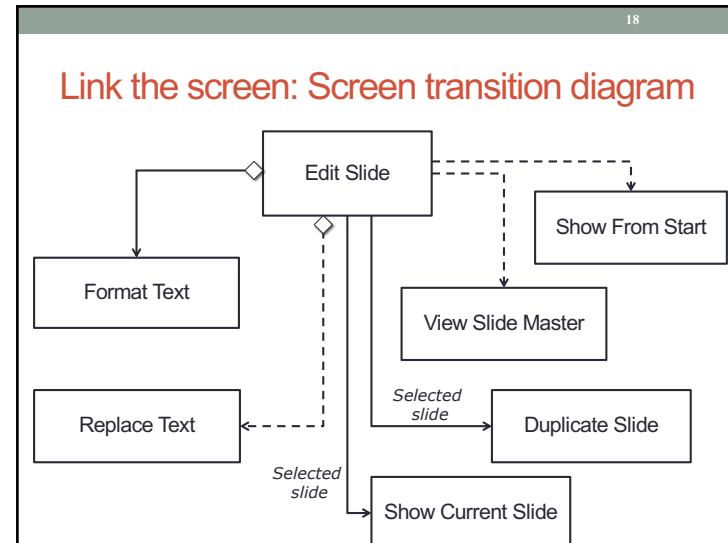 18
Link the screen: Screen transition diagram
Edit Slide
Show From Start
Format Text
View Slide Master
Replace Text
Selected
slide
Duplicate Slide
Selected
slide
Show Current Slide